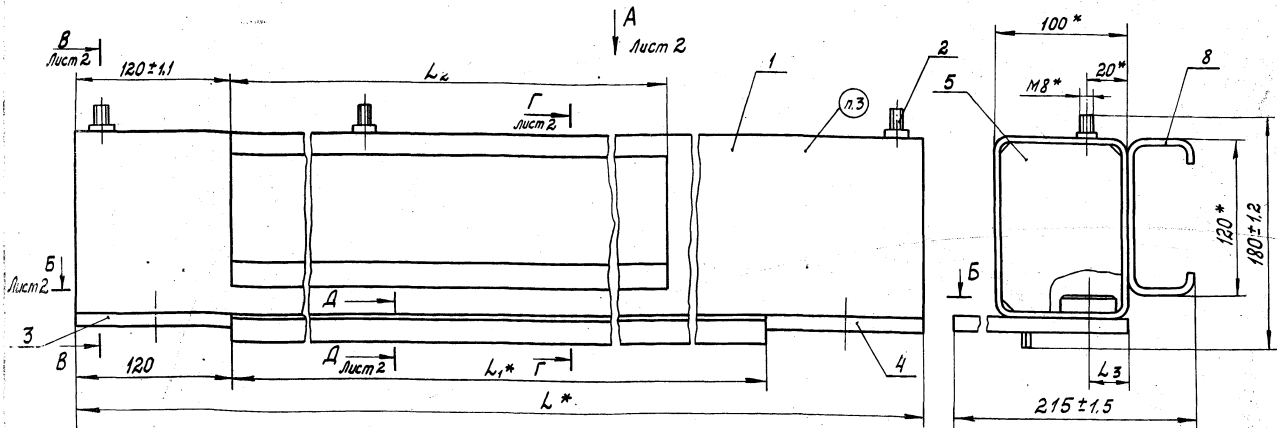 А
Лист 2
В
Лист 2
120±1.1
L2
1
2
Г
Лист 2
п.3
100*
20*
М8*
5
8
120*
180±1.2
Б
Лист 2
Д
Б
3
В
120
Д
Лист 2
Г
L1*
4
L3
L*
215±1.5